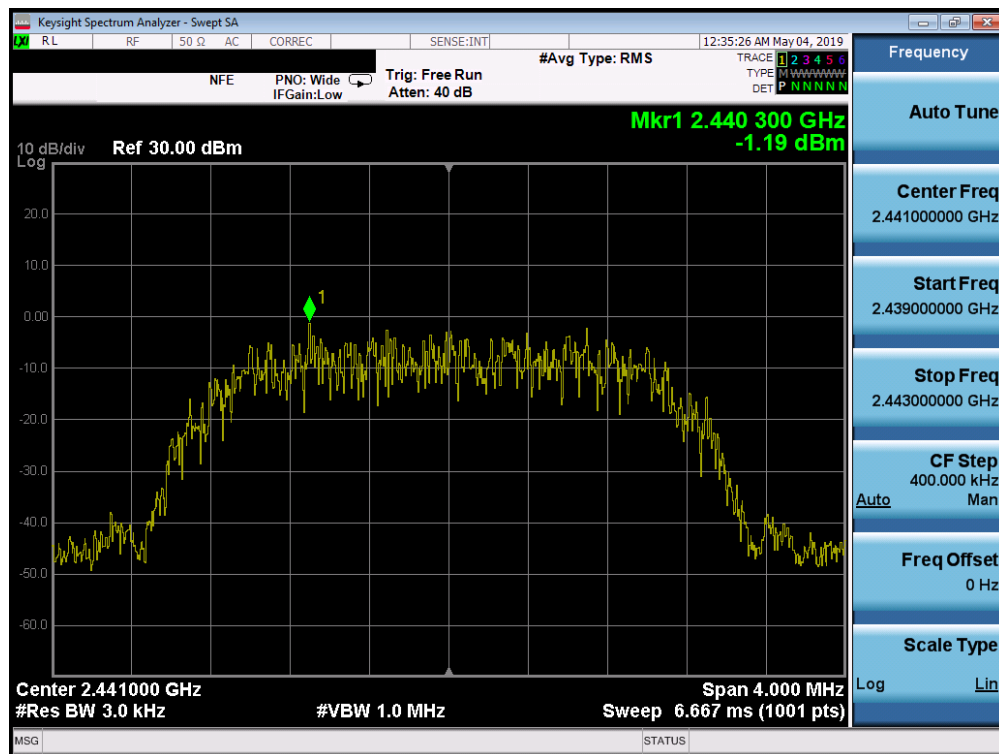 Keysight Spectrum Analyzer - Swept SA
LXI RL RF 50 Ω AC CORREC SENSE:INT 12:35:26 AM May 04, 2019
NFE PNO: Wide Trig: Free Run #Avg Type: RMS TRACE 1 2 3 4 5 6
IFGain:Low Atten: 40 dB TYPE M WWWWW
DET P N N N N N
Mkr1 2.440 300 GHz
10 dB/div Ref 30.00 dBm -1.19 dBm
Log
20.0
10.0
1
0.00
-10.0
-20.0
-30.0
-40.0
-50.0
-60.0
Center 2.441000 GHz Span 4.000 MHz
#Res BW 3.0 kHz #VBW 1.0 MHz Sweep 6.667 ms (1001 pts)
MSG STATUS
Frequency
Auto Tune
Center Freq
2.441000000 GHz
Start Freq
2.439000000 GHz
Stop Freq
2.443000000 GHz
CF Step
400.000 kHz
Auto Man
Freq Offset
0 Hz
Scale Type
Log Lin